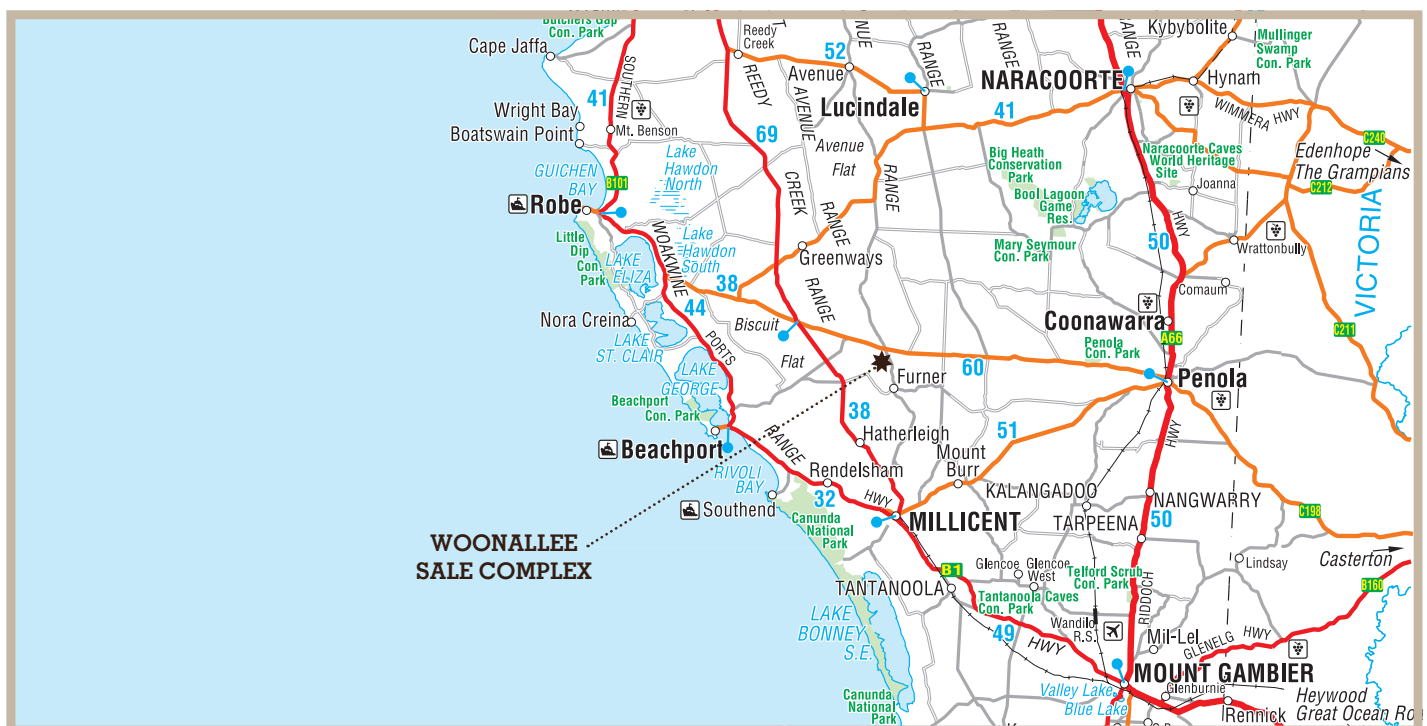 Butchers Gap
Con. Park
Cape Jaffa
Reedy
Creek
52
Avenue
Lucindale
NARACOORTE
Kybybolite
Mullinger
Swamp
Con. Park
Hynam
WIMMERA HWY
SOUTHERN
41
Wright Bay
Boatswain Point
Mt. Benson
REEDY
CREEK
69
AVENUE
RANGE
RANGE
RANGE
RANGE
Avenue
Flat
41
Big Heath
Conservation
Park
Bool Lagoon
Game
Res.
Mary Seymour
Con. Park
Naracoorte Caves
World Heritage
Site
Joanna
C240
Edenhope
The Grampians
C212
VICTORIA
GUICHEN
BAY
B101
Lake
Hawdon
North
Robe
Little
Dip
Con.
Park
LAKE
ELIZA
WOAKWINE
Lake
Hawdon
South
RANGE
RANGE
Greenways
38
HWY
50
Wrattonbully
Comaum
44
Nora Creina
LAKE
ST. CLAIR
PORTS
Biscuit
Flat
RANGE
Coonawarra
A66
Penola
Con. Park
C211
LAKE
GEORGE
Furner
60
Penola
Beachport
Con. Park
Beachport
RANGE
38
Hatherleigh
51
HWY
RIVOLI
BAY
Rendelsham
32
HWY
Mount
Burr
KALANGADOO
NANGWARRY
Southend
Canunda
National
Park
MILLICENT
TARPEENA
50
C198
WOONALLEE
SALE COMPLEX
B1
Glencoe
Glencoe
West
Telford Scrub
Con. Park
Lindsay
Casterton
B160
TANTANOOLA
Tantanoola Caves
Con. Park
RIDDOCH
LAKE
BONNEY
S.E.
49
HWY
Wandilo
R.S.
Mil-Lel
GLENELG HWY
MOUNT GAMBIER
Canunda
National
Park
Valley Lake
Blue Lake
Glenburnie
Rennick
Heywood
Great Ocean Ro